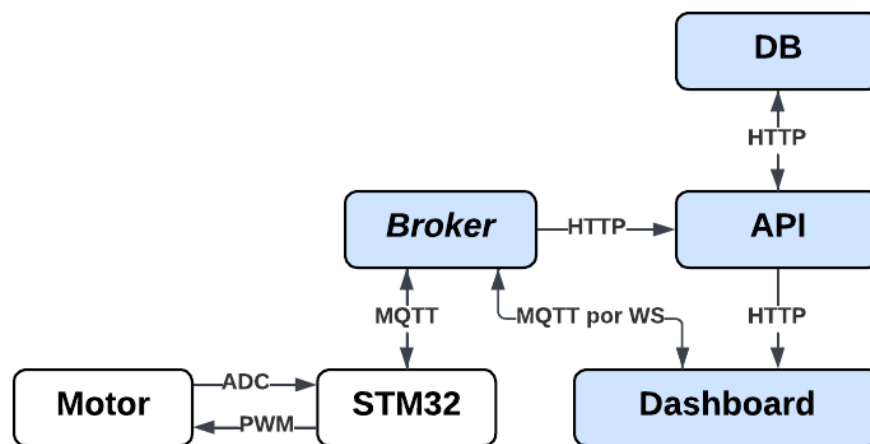 DB
HTTP
Broker
HTTP
API
MQTT
MQTT por WS
HTTP
Motor
ADC
PWM
STM32
Dashboard